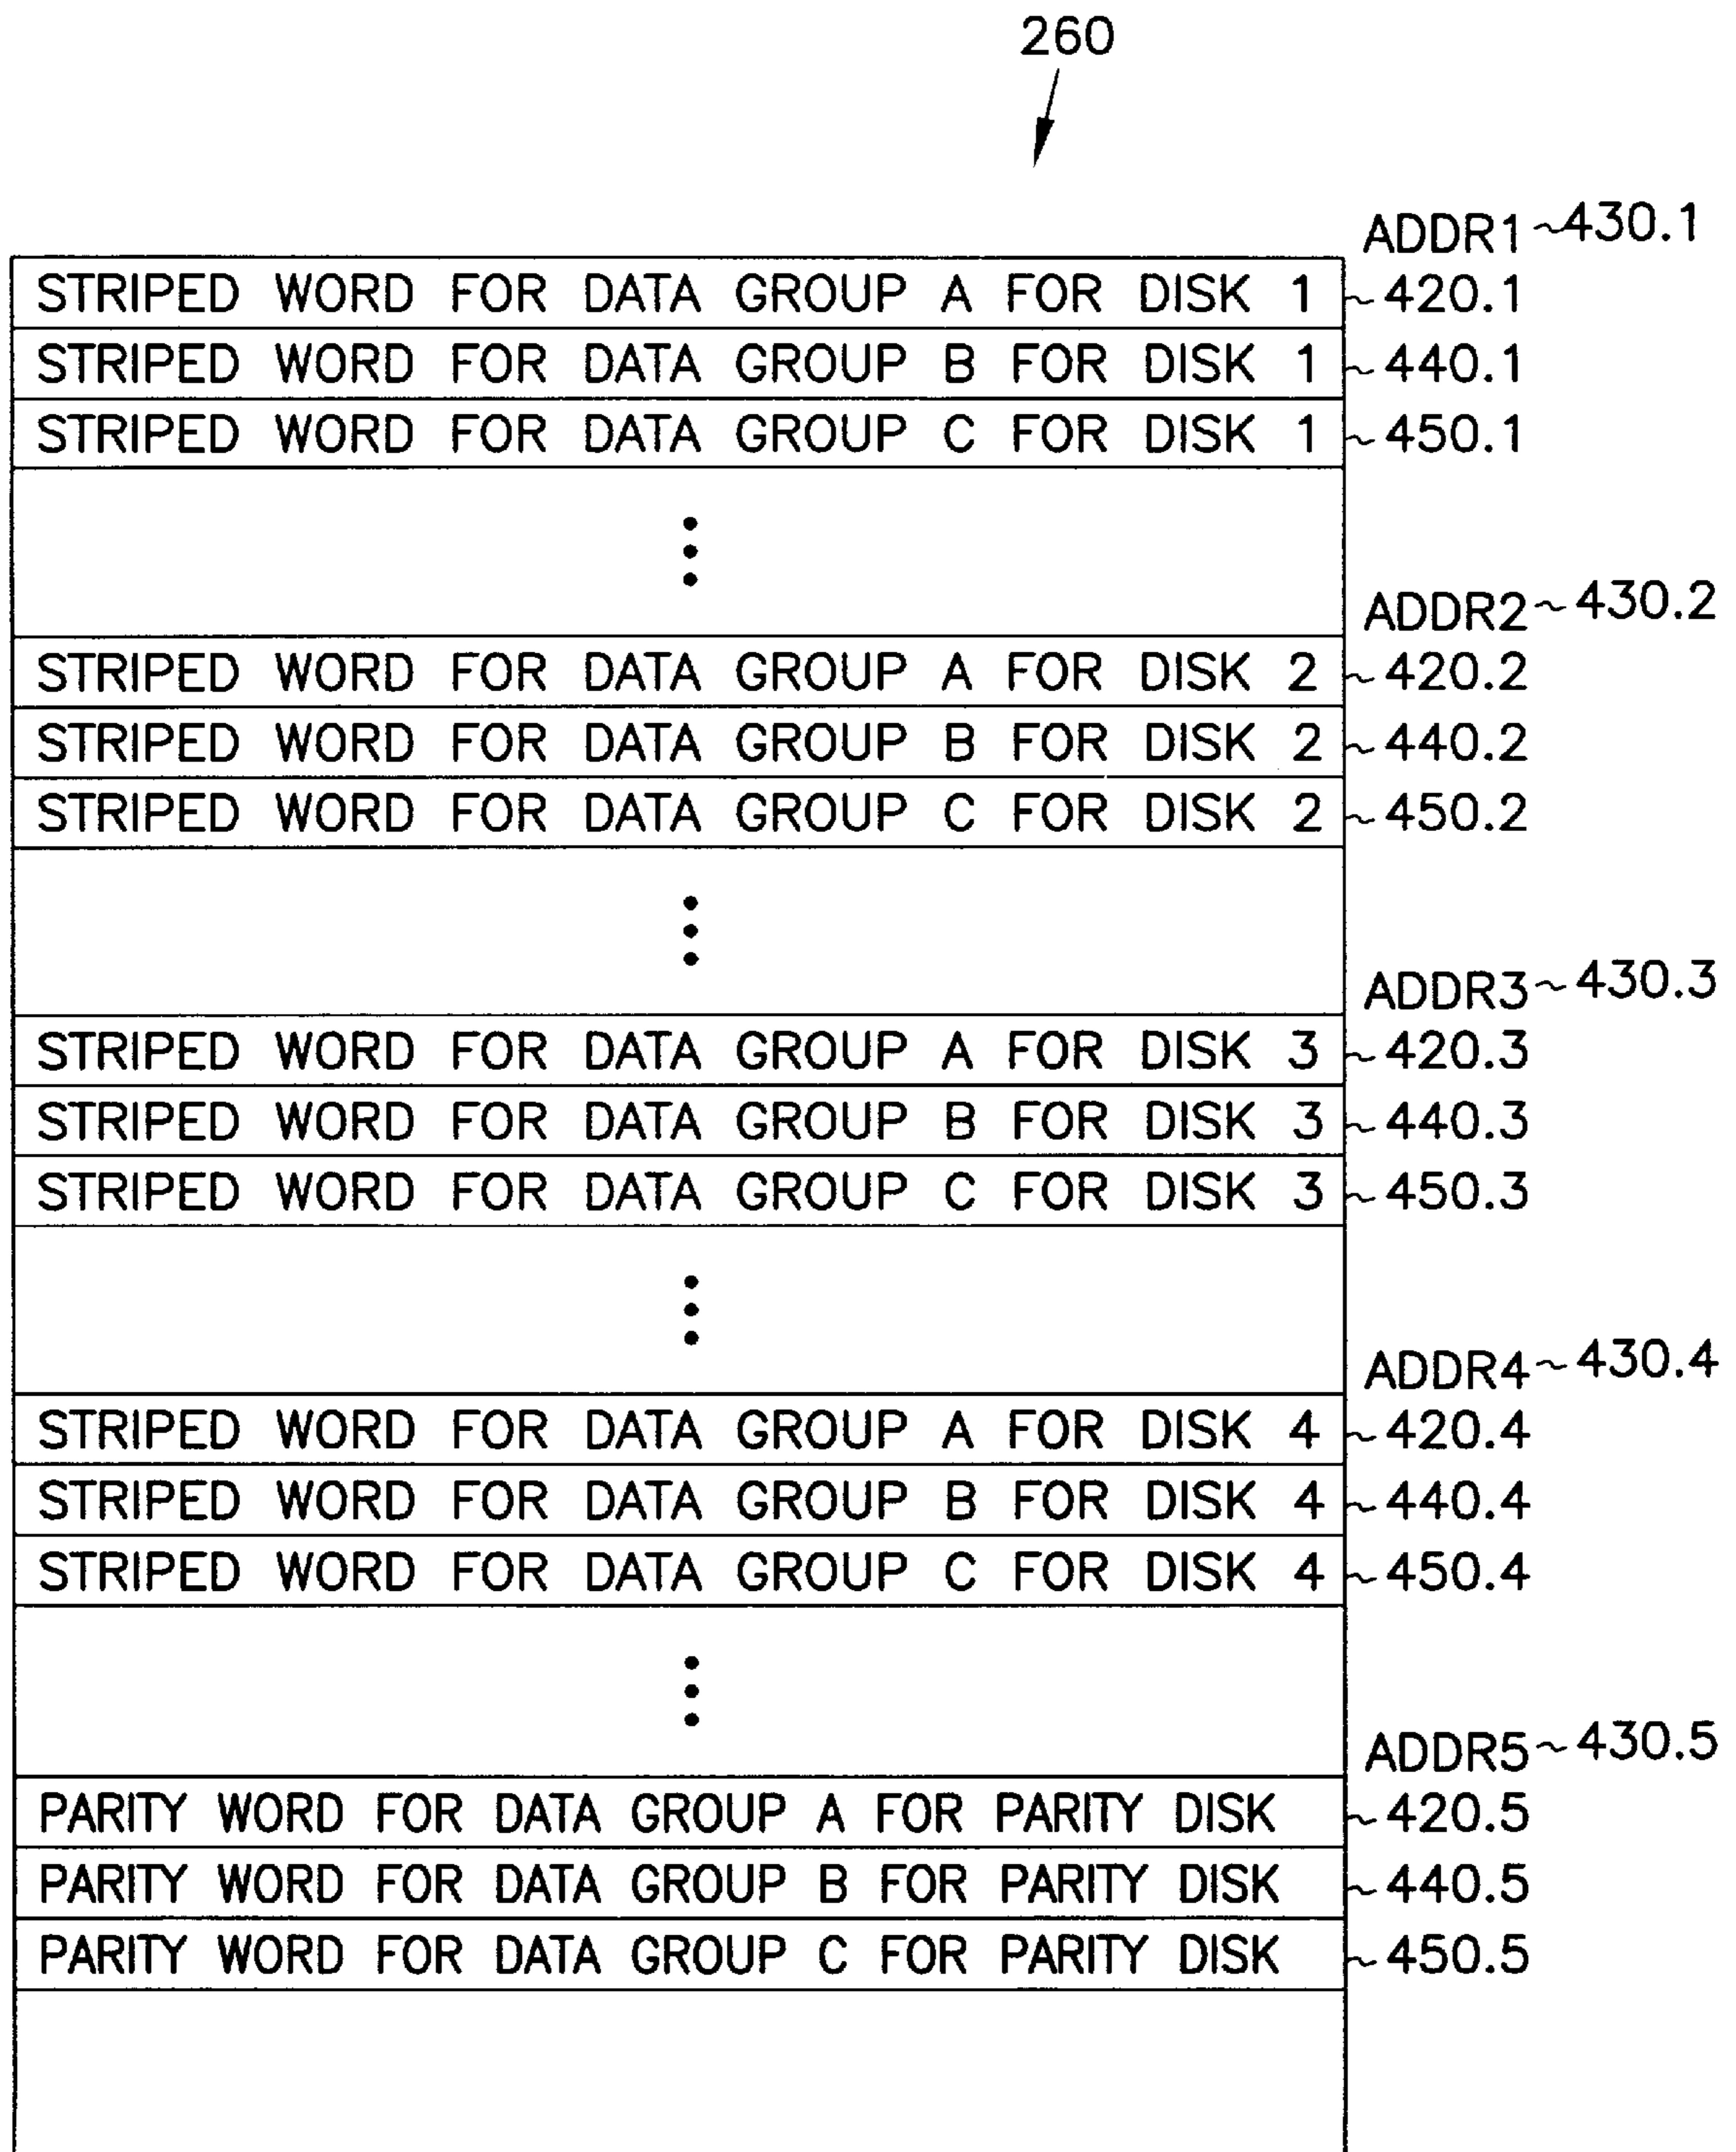 260
ADDR1~430.1
STRIPED WORD FOR DATA GROUP A FOR DISK 1 ~420.1
STRIPED WORD FOR DATA GROUP B FOR DISK 1 ~440.1
STRIPED WORD FOR DATA GROUP C FOR DISK 1 ~450.1
ADDR2~430.2
STRIPED WORD FOR DATA GROUP A FOR DISK 2 ~420.2
STRIPED WORD FOR DATA GROUP B FOR DISK 2 ~440.2
STRIPED WORD FOR DATA GROUP C FOR DISK 2 ~450.2
ADDR3~430.3
STRIPED WORD FOR DATA GROUP A FOR DISK 3 ~420.3
STRIPED WORD FOR DATA GROUP B FOR DISK 3 ~440.3
STRIPED WORD FOR DATA GROUP C FOR DISK 3 ~450.3
ADDR4~430.4
STRIPED WORD FOR DATA GROUP A FOR DISK 4 ~420.4
STRIPED WORD FOR DATA GROUP B FOR DISK 4 ~440.4
STRIPED WORD FOR DATA GROUP C FOR DISK 4 ~450.4
ADDR5~430.5
PARITY WORD FOR DATA GROUP A FOR PARITY DISK ~420.5
PARITY WORD FOR DATA GROUP B FOR PARITY DISK ~440.5
PARITY WORD FOR DATA GROUP C FOR PARITY DISK ~450.5